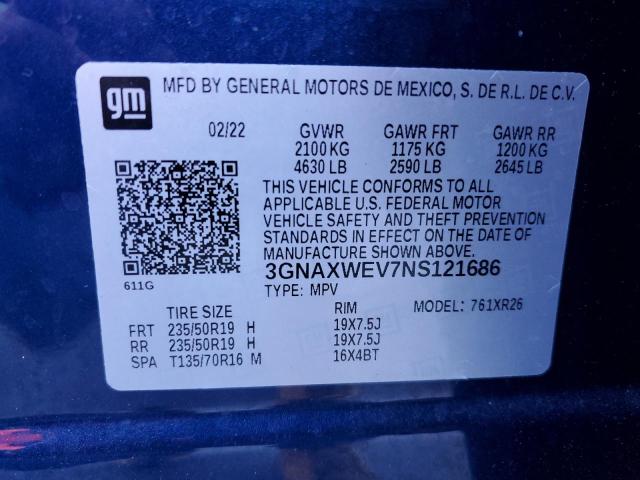 gm MFD BY GENERAL MOTORS DE MEXICO, S. DE R.L. DE C.V.
02/22 GVWR GAWR FRT GAWR RR
2100 KG 1175 KG 1200 KG
4630 LB 2590 LB 2645 LB
THIS VEHICLE CONFORMS TO ALL
APPLICABLE U.S. FEDERAL MOTOR
VEHICLE SAFETY AND THEFT PREVENTION
STANDARDS IN EFFECT ON THE DATE OF
MANUFACTURE SHOWN ABOVE.
3GNAXWEV7NS121686
611G
TYPE: MPV MODEL: 761XR26
TIRE SIZE RIM
FRT 235/50R19 H 19X7.5J
RR 235/50R19 H 19X7.5J
SPA T135/70R16 M 16X4BT